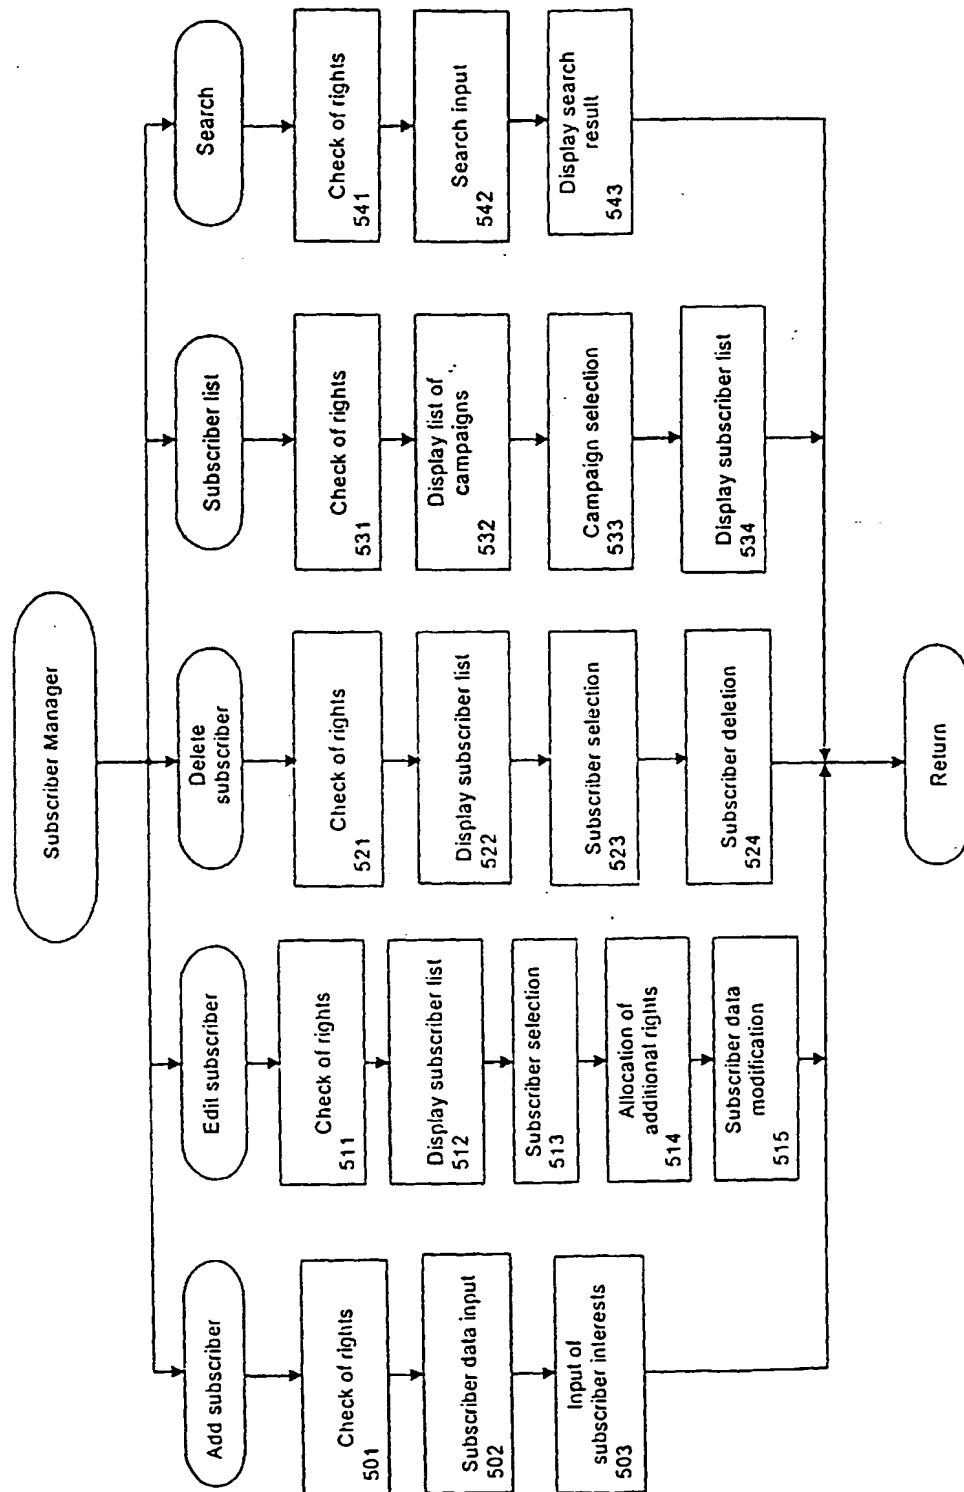 Subscriber Manager
Add subscriber
Check of rights
501
Subscriber data input
502
Input of
subscriber interests
503
Edit subscriber
Check of rights
511
Display subscriber list
512
Subscriber selection
513
Allocation of
additional rights
514
Subscriber data
modification
515
Delete
subscriber
Check of rights
521
Display subscriber list
522
Subscriber selection
523
Subscriber deletion
524
Subscriber list
Check of rights
531
Display list of
campaigns
532
Campaign selection
533
Display subscriber list
534
Search
Check of rights
541
Search input
542
Display search
result
543
Return